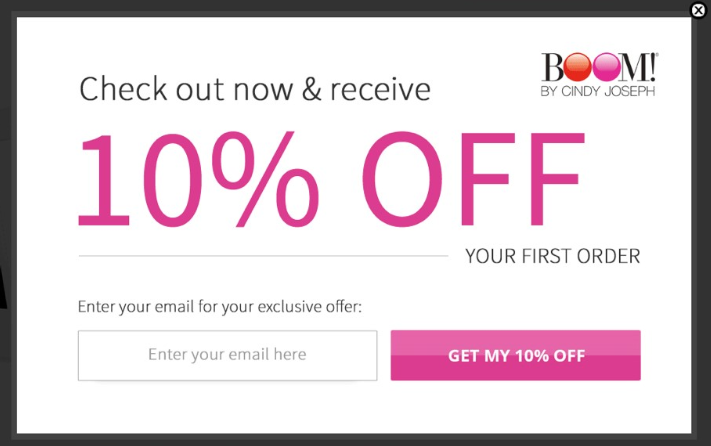 BOOM!
BY CINDY JOSEPH
Check out now & receive
10% OFF
YOUR FIRST ORDER
Enter your email for your exclusive offer:
Enter your email here
GET MY 10% OFF